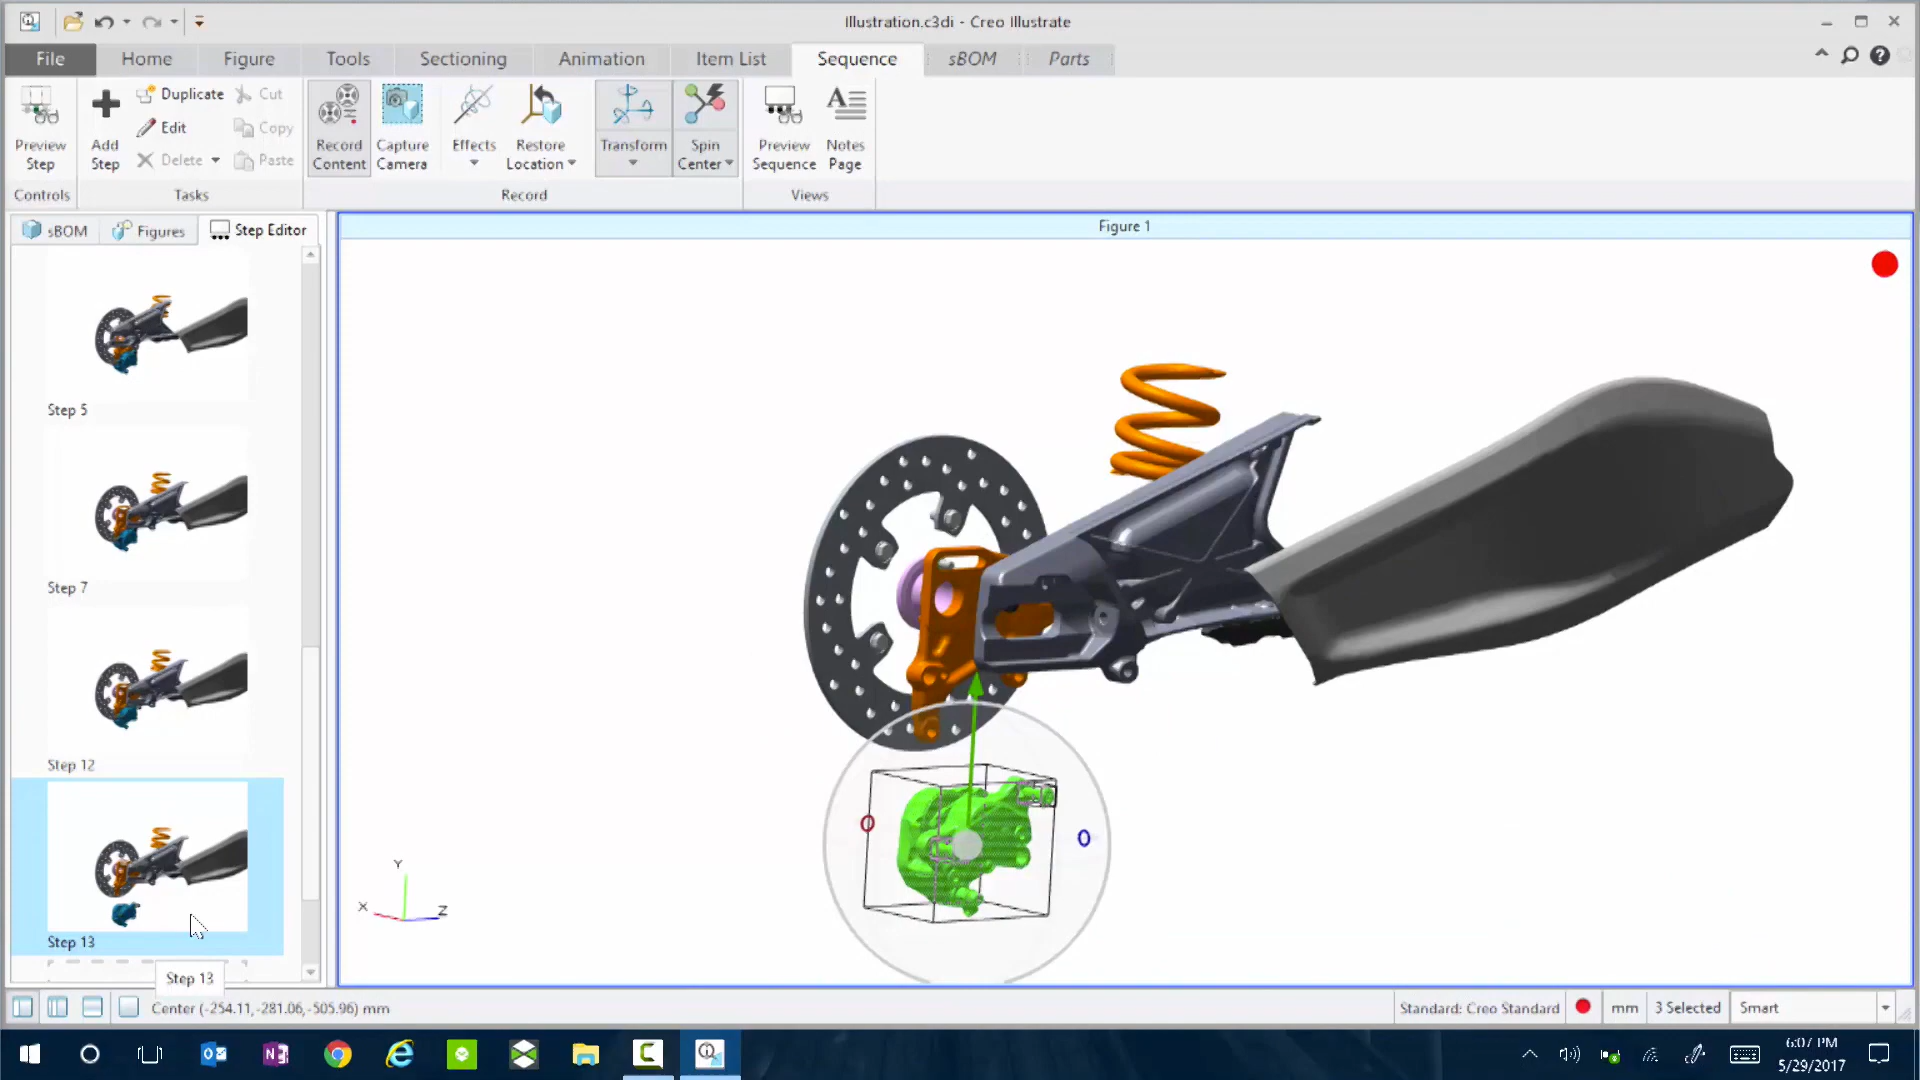 Illustration.c3di - Creo Illustrate
File Home Figure Tools Sectioning Animation Item List Sequence sBOM Parts
Preview Step
Add Step
Duplicate
Edit
Delete
Cut
Copy
Paste
Record Content
Capture Camera
Effects
Restore Location
Transform
Spin Center
Preview Sequence
Notes Page
Controls Tasks Record Views
sBOM Figures Step Editor
Figure 1
Step 5
Step 7
Step 12
Step 13
Step 13
Y
X
Z
Center (-254.11,-281.06,-505.96) mm
Standard: Creo Standard mm 3 Selected Smart
6:07 PM
5/29/2017